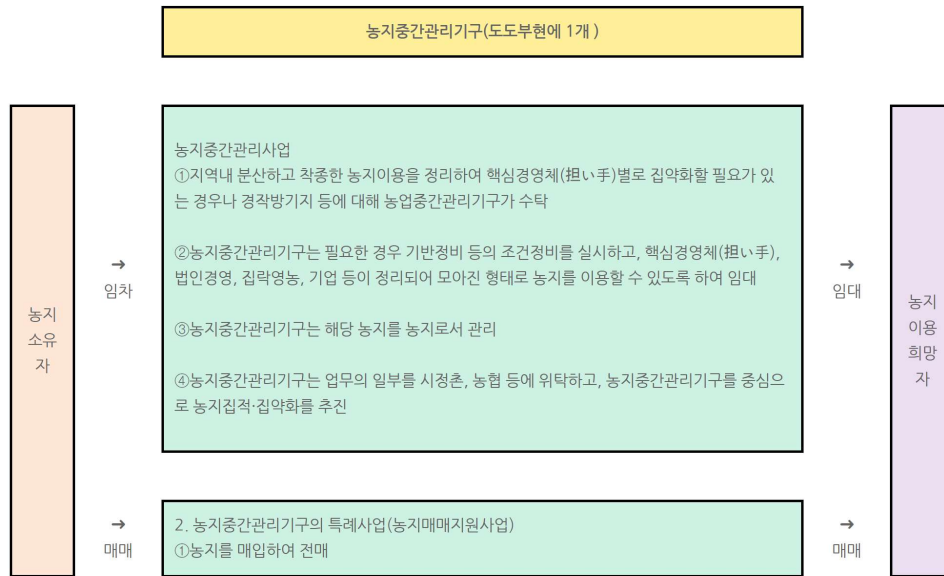 농지중간관리기구(도도부현에 1개 )
농지
소유
자
→
임차
농지중간관리사업
①지역내 분산하고 착종한 농지이용을 정리하여 핵심경영체(担い手)별로 집약화할 필요가 있
는 경우나 경작방기지 등에 대해 농업중간관리기구가 수탁
②농지중간관리기구는 필요한 경우 기반정비 등의 조건정비를 실시하고, 핵심경영체(担い手),
법인경영, 집락영농, 기업 등이 정리되어 모아진 형태로 농지를 이용할 수 있도록 하여 임대
③농지중간관리기구는 해당 농지를 농지로서 관리
④농지중간관리기구는 업무의 일부를 시정촌, 농협 등에 위탁하고, 농지중간관리기구를 중심으
로 농지집적·집약화를 추진
→
임대
농지
이용
희망
자
→
매매
2. 농지중간관리기구의 특례사업(농지매매지원사업)
①농지를 매입하여 전매
→
매매